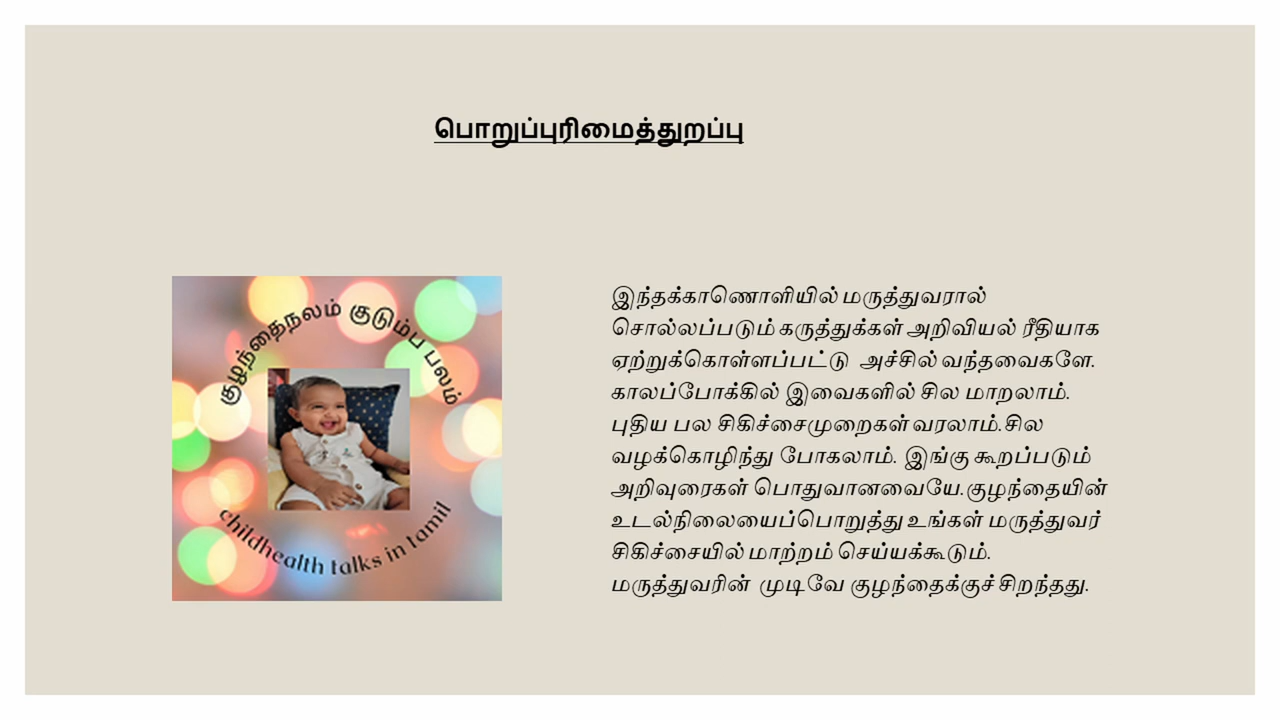 பொறுப்புரிமைத்துறப்பு
குழந்தைநலம் குடும்ப பலம்
childhealth talks in tamil
இந்தக்காணொளியில் மருத்துவரால்
சொல்லப்படும் கருத்துக்கள் அறிவியல் ரீதியாக
ஏற்றுக்கொள்ளப்பட்டு அச்சில் வந்தவைகளே.
காலப்போக்கில் இவைகளில் சில மாறலாம்.
புதிய பல சிகிச்சைமுறைகள் வரலாம். சில
வழக்கொழிந்து போகலாம். இங்கு கூறப்படும்
அறிவுரைகள் பொதுவானவையே. குழந்தையின்
உடல்நிலையைப்பொறுத்து உங்கள் மருத்துவர்
சிகிச்சையில் மாற்றம் செய்யக்கூடும்.
மருத்துவரின் முடிவே குழந்தைக்குச் சிறந்தது.